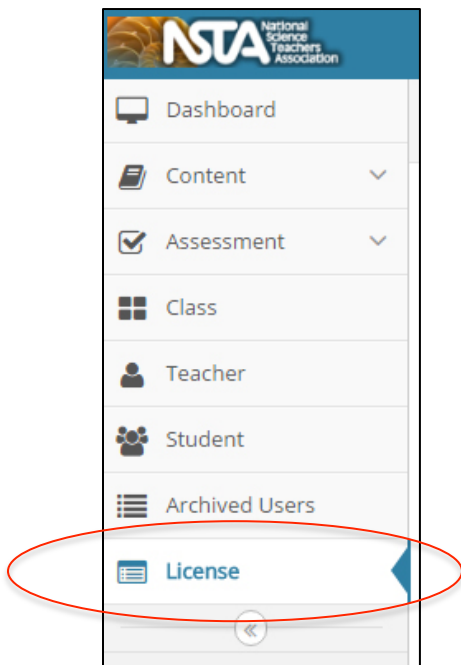 NSTA
National
Science
Teachers
Association
Dashboard
Content
Assessment
Class
Teacher
Student
Archived Users
License